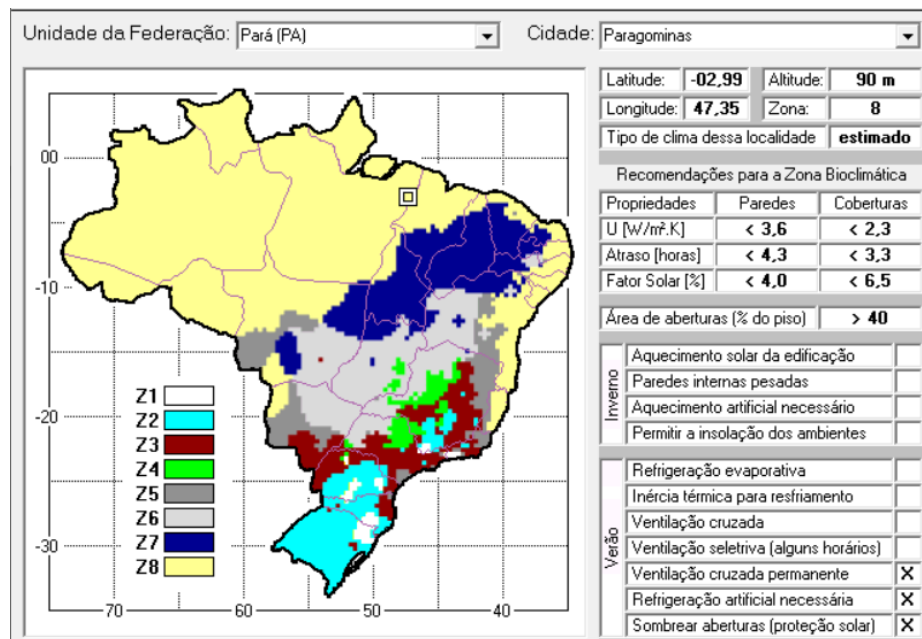 Unidade da Federação: Pará (PA) Cidade: Paragominas
Latitude: -02,99 Altitude: 90 m
Longitude: 47,35 Zona: 8
Tipo de clima dessa localidade estimado
Recomendações para a Zona Bioclimática
Propriedades Paredes Coberturas
U [W/m².K] < 3,6 < 2,3
Atraso [horas] < 4,3 < 3,3
Fator Solar [%] < 4,0 < 6,5
Área de aberturas (% do piso) > 40
Inverno
Aquecimento solar da edificação
Paredes internas pesadas
Aquecimento artificial necessário
Permitir a insolação dos ambientes
Verão
Refrigeração evaporativa
Inércia térmica para resfriamento
Ventilação cruzada
Ventilação seletiva (alguns horários)
Ventilação cruzada permanente X
Refrigeração artificial necessária X
Sombrear aberturas (proteção solar) X
00
-10
-20
-30
Z1
Z2
Z3
Z4
Z5
Z6
Z7
Z8
70 60 50 40